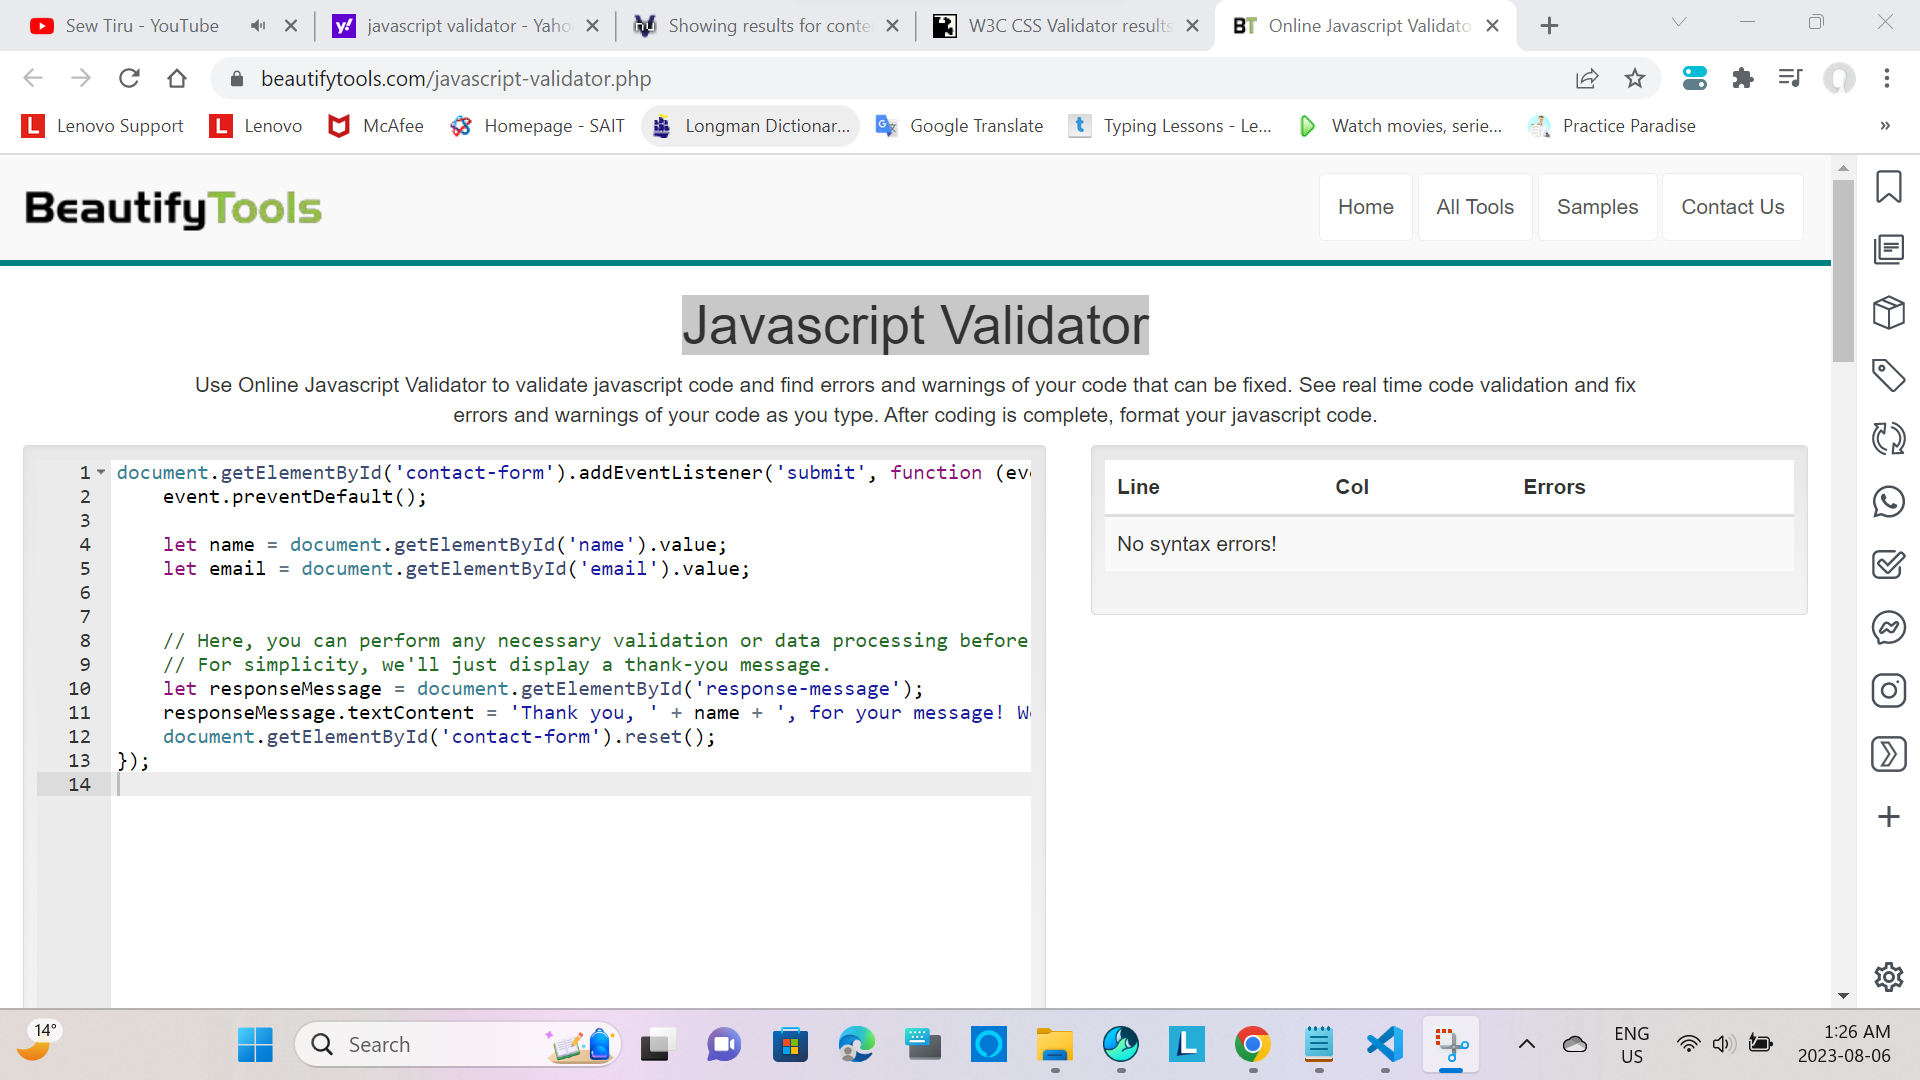 Sew Tiru - YouTube
javascript validator - Yaho
Showing results for conte
W3C CSS Validator results
BT Online Javascript Validato
beautifytools.com/javascript-validator.php
Lenovo Support
Lenovo
McAfee
Homepage - SAIT
Longman Dictionar...
Google Translate
Typing Lessons - Le...
Watch movies, serie...
Practice Paradise
»
BeautifyTools
Home
All Tools
Samples
Contact Us
Javascript Validator
Use Online Javascript Validator to validate javascript code and find errors and warnings of your code that can be fixed. See real time code validation and fix
errors and warnings of your code as you type. After coding is complete, format your javascript code.
1 document.getElementById('contact-form').addEventListener('submit', function (ev
2 event.preventDefault();
3
4 let name = document.getElementById('name').value;
5 let email = document.getElementById('email').value;
6
7
8 // Here, you can perform any necessary validation or data processing before
9 // For simplicity, we'll just display a thank-you message.
10 let responseMessage = document.getElementById('response-message');
11 responseMessage.textContent = 'Thank you, ' + name + ', for your message! W
12 document.getElementById('contact-form').reset();
13 });
14
Line Col Errors
No syntax errors!
14°
Search
ENG
US
1:26 AM
2023-08-06